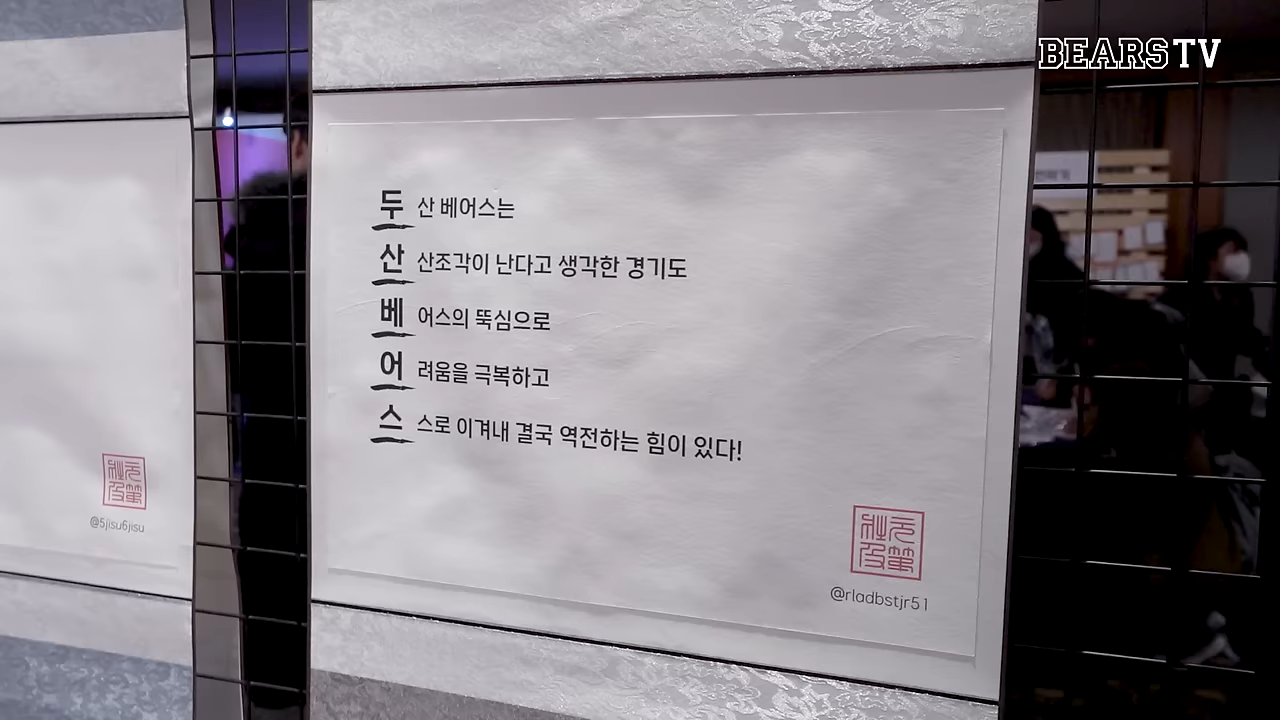 BEARS TV
두 산 베어스는
산 산조각이 난다고 생각한 경기도
베 어스의 뚝심으로
어 려움을 극복하고
스 스로 이겨내 결국 역전하는 힘이 있다!
@5jisu6jisu
@rladbstjr51